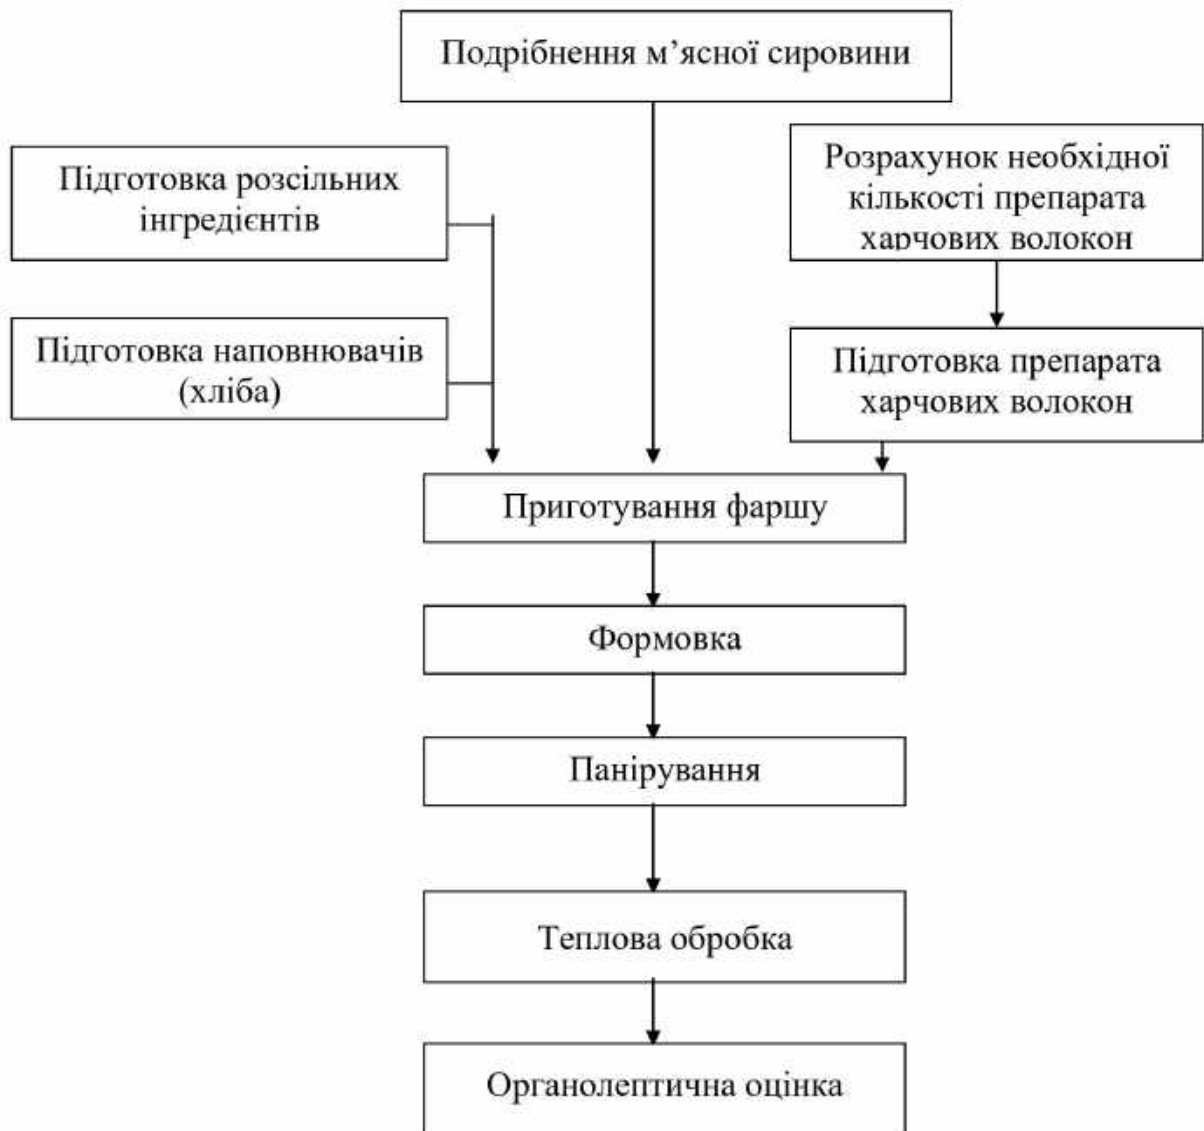 Подрібнення м’ясної сировини
Підготовка розсільних
інгредієнтів
Розрахунок необхідної
кількості препарата
харчових волокон
Підготовка наповнювачів
(хліба)
Підготовка препарата
харчових волокон
Приготування фаршу
Формовка
Панірування
Теплова обробка
Органолептична оцінка